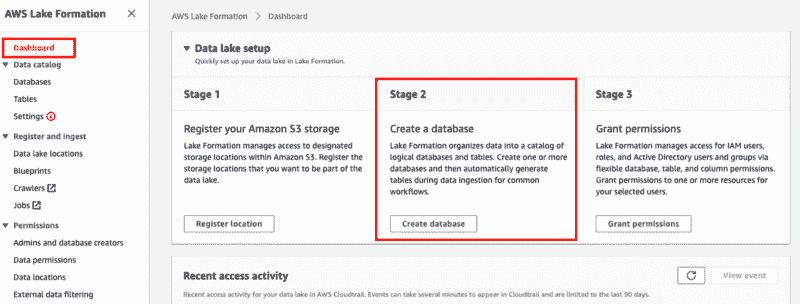 AWS Lake Formation
AWS Lake Formation > Dashboard
Dashboard
Data catalog
Databases
Tables
Settings
Register and ingest
Data lake locations
Blueprints
Crawlers
Jobs
Permissions
Admins and database creators
Data permissions
Data locations
External data filtering
Data lake setup
Quickly set up your data lake in Lake Formation.
Stage 1
Register your Amazon S3 storage
Lake Formation manages access to designated
storage locations within Amazon S3. Register the
storage locations that you want to be part of the
data lake.
Register location
Stage 2
Create a database
Lake Formation organizes data into a catalog of
logical databases and tables. Create one or more
databases and then automatically generate
tables during data ingestion for common
workflows.
Create database
Stage 3
Grant permissions
Lake Formation manages access for IAM users,
roles, and Active Directory users and groups via
flexible database, table, and column permissions.
Grant permissions to one or more resources for
your selected users.
Grant permissions
Recent access activity
View event
Recent access activity for your data lake in AWS Cloudtrail. Events can take several minutes to appear in Cloudtrail and are limited to the last 90 days.